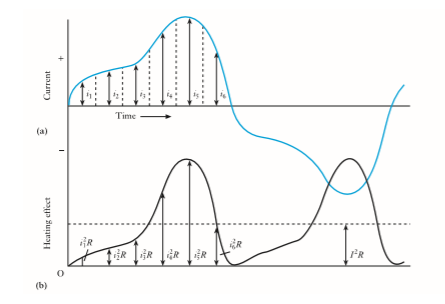 Current
+
−
i₁ i₂ i₃ i₄ i₅ i₆
Time
(a)
Heating effect
O
i₁²R i₂²R i₃²R i₄²R i₅²R i₆²R I²R
(b)